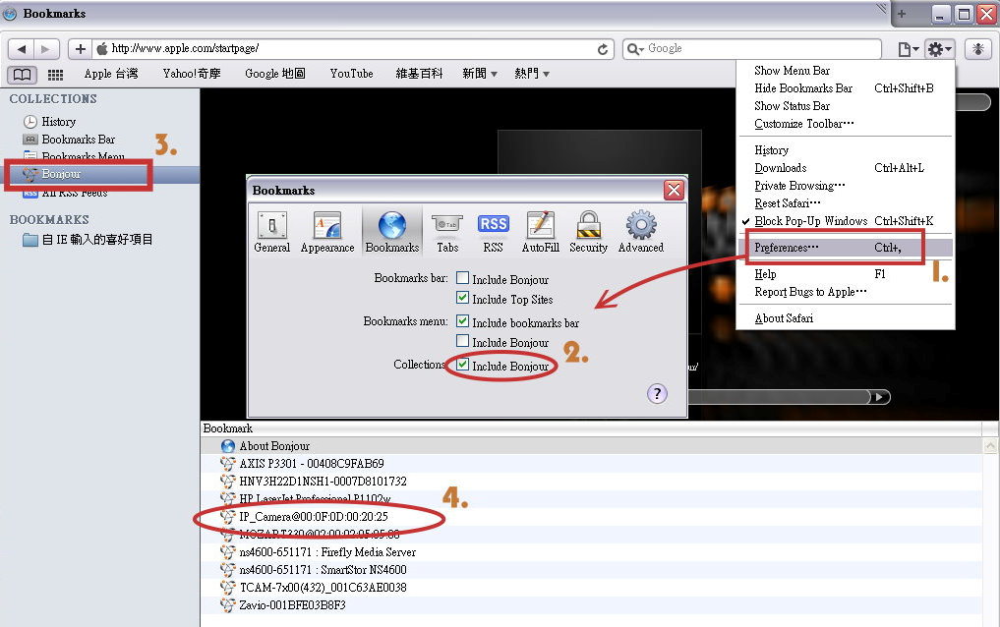 Bookmarks
http://www.apple.com/startpage/
Google
Apple 台灣 Yahoo!奇摩 Google 地圖 YouTube 維基百科 新聞 熱門
COLLECTIONS
History
Bookmarks Bar
Bookmarks Menu
Bonjour
All RSS Feeds
BOOKMARKS
自 IE 輸入的喜好項目
3.
Show Menu Bar
Hide Bookmarks Bar Ctrl+Shift+B
Show Status Bar
Customize Toolbar…
History
Downloads Ctrl+Alt+L
Private Browsing…
Reset Safari…
Block Pop-Up Windows Ctrl+Shift+K
Preferences… Ctrl+,
Help F1
Report Bugs to Apple…
About Safari
1.
Bookmarks
General Appearance Bookmarks Tabs RSS AutoFill Security Advanced
Tab
RSS
Bookmarks bar: Include Bonjour
Include Top Sites
Bookmarks menu: Include bookmarks bar
Include Bonjour
Collections: Include Bonjour
2.
?
Bookmark
About Bonjour
AXIS P3301 - 00408C9FAB69
HNV3H22D1NSH1-0007D8101732
HP LaserJet Professional P1102w
IP_Camera@00:0F:0D:00:20:25
MOZART330@02:00:02:05:05:00
ns4600-651171 : Firefly Media Server
ns4600-651171 : SmartStor NS4600
TCAM-7x00(432)_001C63AE0038
Zavio-001BFE03B8F3
4.